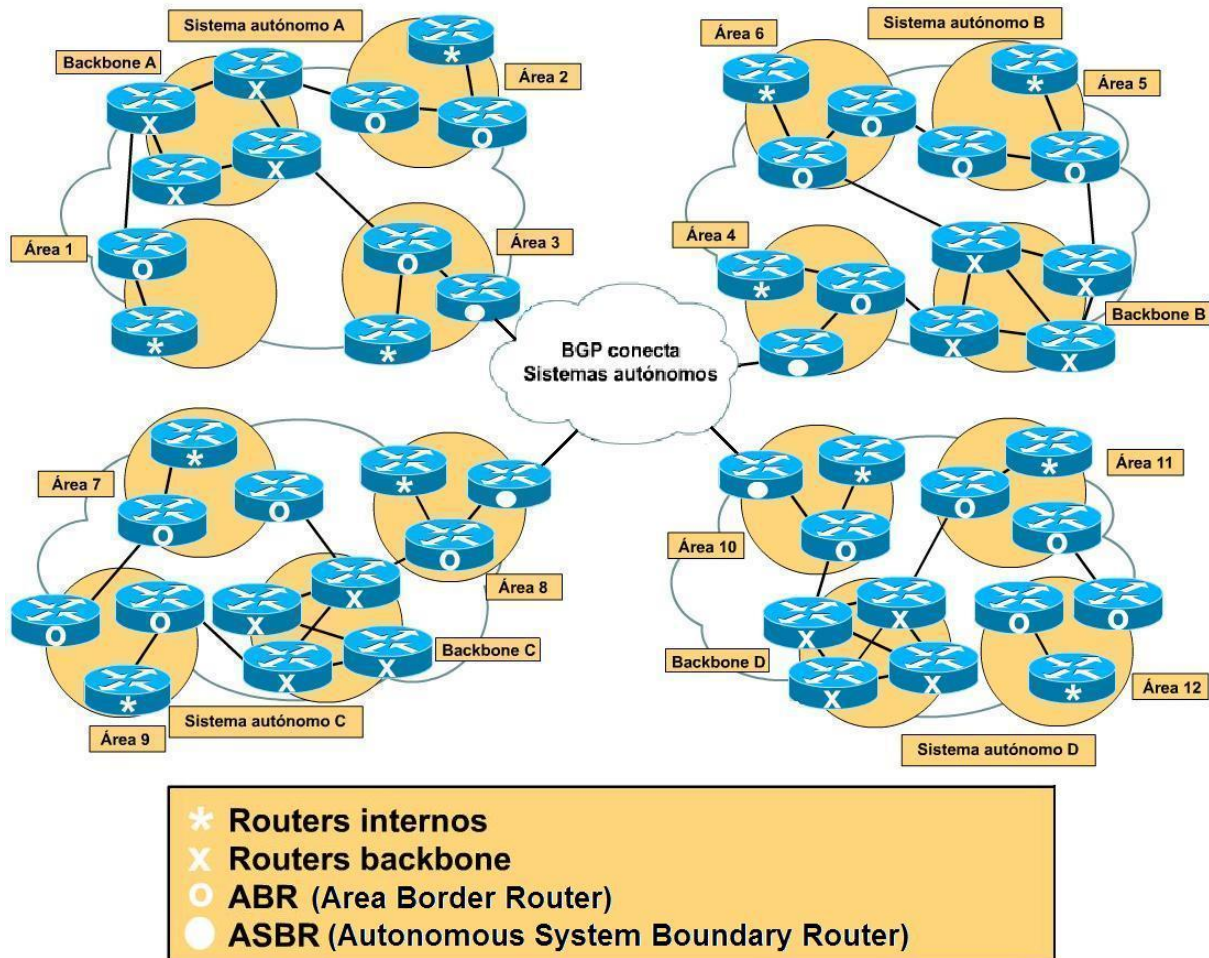 Sistema autónomo A
Backbone A
Área 2
Área 1
Área 3
Área 6
Sistema autónomo B
Área 5
Área 4
Backbone B
BGP conecta
Sistemas autónomos
Área 7
Área 8
Backbone C
Sistema autónomo C
Área 9
Área 11
Área 10
Backbone D
Área 12
Sistema autónomo D
* Routers internos
X Routers backbone
O ABR (Area Border Router)
● ASBR (Autonomous System Boundary Router)